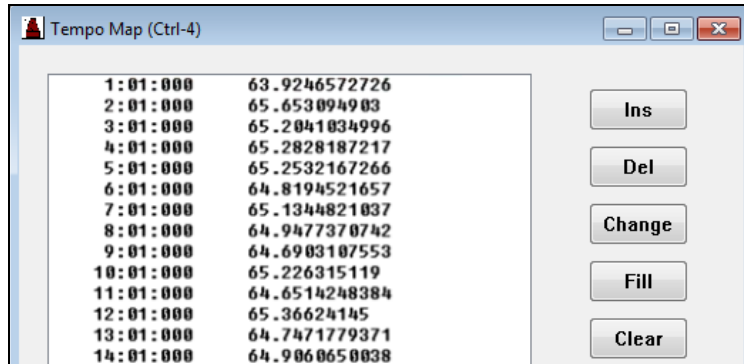 Tempo Map (Ctrl-4)
1:01:000 63.9246572726
2:01:000 65.653094903
3:01:000 65.2041034996
4:01:000 65.2828187217
5:01:000 65.2532167266
6:01:000 64.8194521657
7:01:000 65.1344821037
8:01:000 64.9477370742
9:01:000 64.6903107553
10:01:000 65.226315119
11:01:000 64.6514248384
12:01:000 65.36624145
13:01:000 64.7471779371
14:01:000 64.9060650038
Ins
Del
Change
Fill
Clear